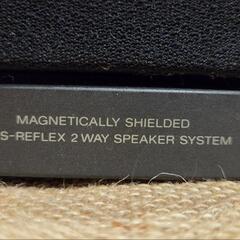 MAGNETICALLY SHIELDED
S-REFLEX 2 WAY SPEAKER SYSTEM